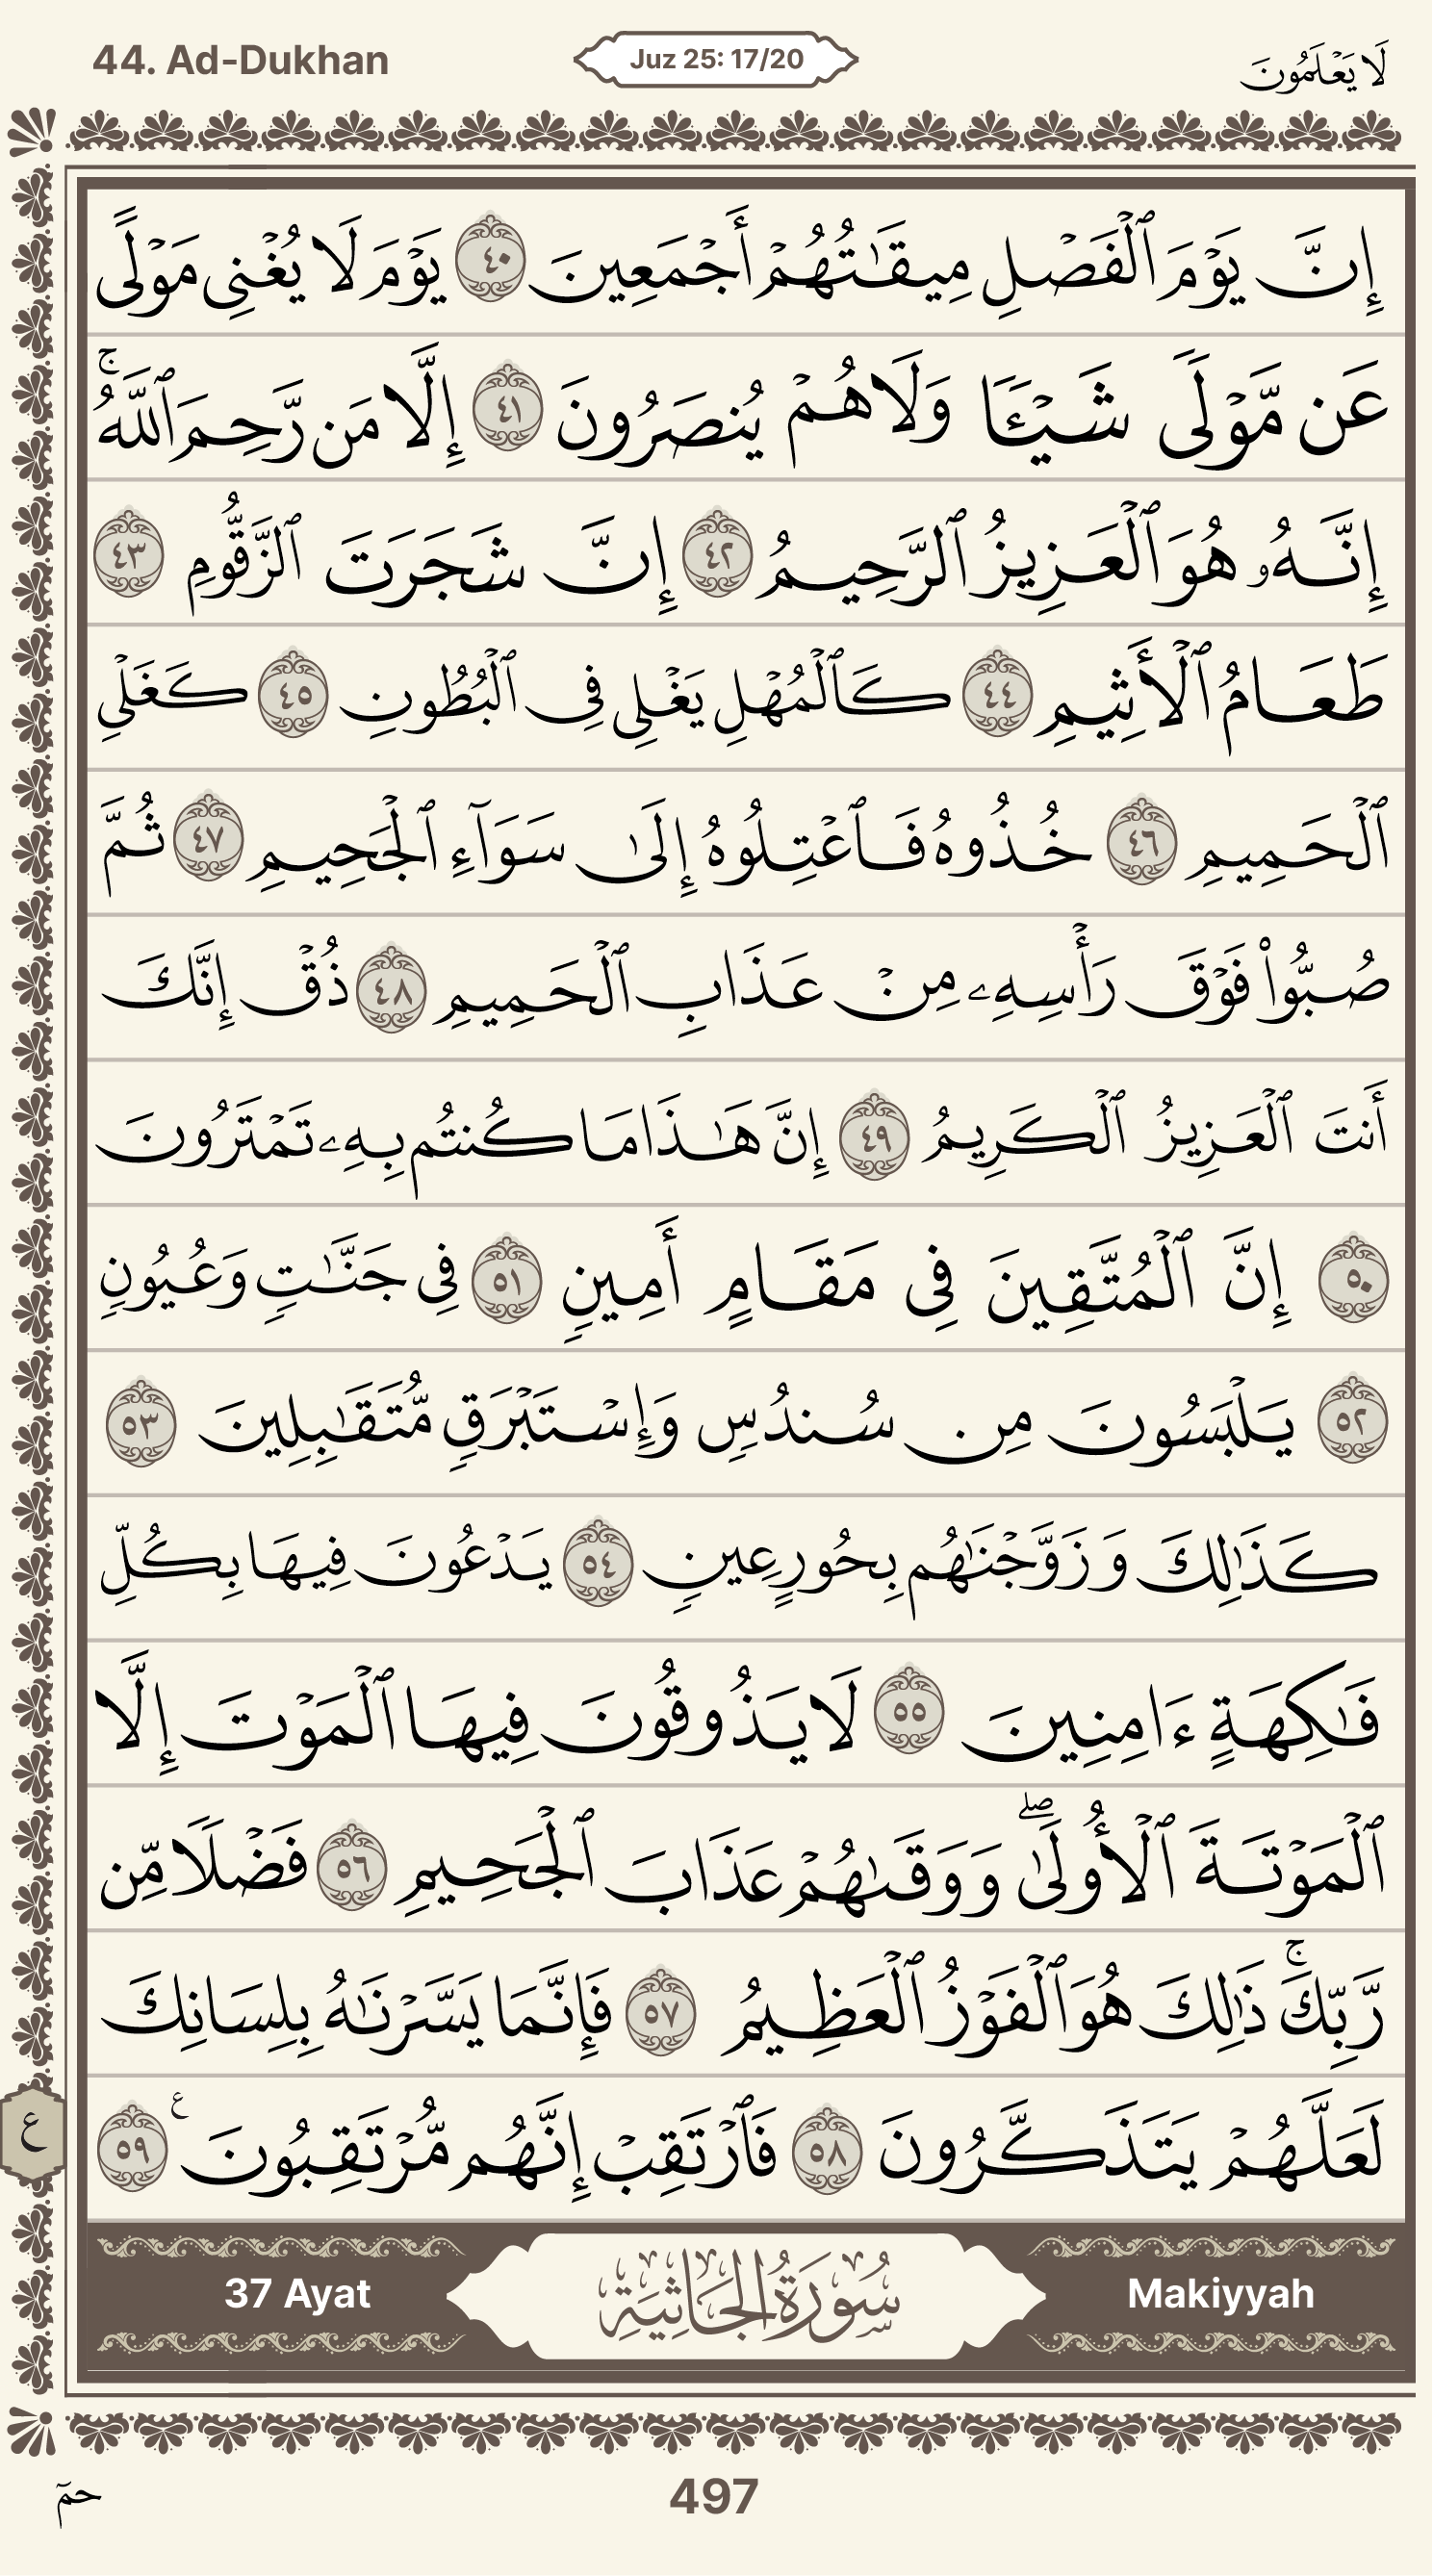 44. Ad-Dukhan
Juz 25: 17/20
لَا يَعْلَمُونَ
إِنَّ يَوْمَ ٱلْفَصْلِ مِيقَـٰتُهُمْ أَجْمَعِينَ ٤٠ يَوْمَ لَا يُغْنِى مَوْلًى
عَن مَّوْلًى شَيْـًٔا وَلَا هُمْ يُنصَرُونَ ٤١ إِلَّا مَن رَّحِمَ ٱللَّهُ ۚ
إِنَّهُۥ هُوَ ٱلْعَزِيزُ ٱلرَّحِيمُ ٤٢ إِنَّ شَجَرَتَ ٱلزَّقُّومِ ٤٣
طَعَامُ ٱلْأَثِيمِ ٤٤ كَٱلْمُهْلِ يَغْلِى فِى ٱلْبُطُونِ ٤٥ كَغَلْىِ
ٱلْحَمِيمِ ٤٦ خُذُوهُ فَٱعْتِلُوهُ إِلَىٰ سَوَآءِ ٱلْجَحِيمِ ٤٧ ثُمَّ
صُبُّوا۟ فَوْقَ رَأْسِهِۦ مِنْ عَذَابِ ٱلْحَمِيمِ ٤٨ ذُقْ إِنَّكَ
أَنتَ ٱلْعَزِيزُ ٱلْكَرِيمُ ٤٩ إِنَّ هَـٰذَا مَا كُنتُم بِهِۦ تَمْتَرُونَ
٥٠ إِنَّ ٱلْمُتَّقِينَ فِى مَقَامٍ أَمِينٍ ٥١ فِى جَنَّـٰتٍ وَعُيُونٍ
٥٢ يَلْبَسُونَ مِن سُندُسٍ وَإِسْتَبْرَقٍ مُّتَقَـٰبِلِينَ ٥٣
كَذَٰلِكَ وَزَوَّجْنَـٰهُم بِحُورٍ عِينٍ ٥٤ يَدْعُونَ فِيهَا بِكُلِّ
فَـٰكِهَةٍ ءَامِنِينَ ٥٥ لَا يَذُوقُونَ فِيهَا ٱلْمَوْتَ إِلَّا
ٱلْمَوْتَةَ ٱلْأُولَىٰ ۖ وَوَقَىٰهُمْ عَذَابَ ٱلْجَحِيمِ ٥٦ فَضْلًا مِّن
رَّبِّكَ ۚ ذَٰلِكَ هُوَ ٱلْفَوْزُ ٱلْعَظِيمُ ٥٧ فَإِنَّمَا يَسَّرْنَـٰهُ بِلِسَانِكَ
لَعَلَّهُمْ يَتَذَكَّرُونَ ٥٨ فَٱرْتَقِبْ إِنَّهُم مُّرْتَقِبُونَ ع ٥٩
ع
37 Ayat
سُورَةُ الجَاثِيَةِ
Makiyyah
497
حمٓ